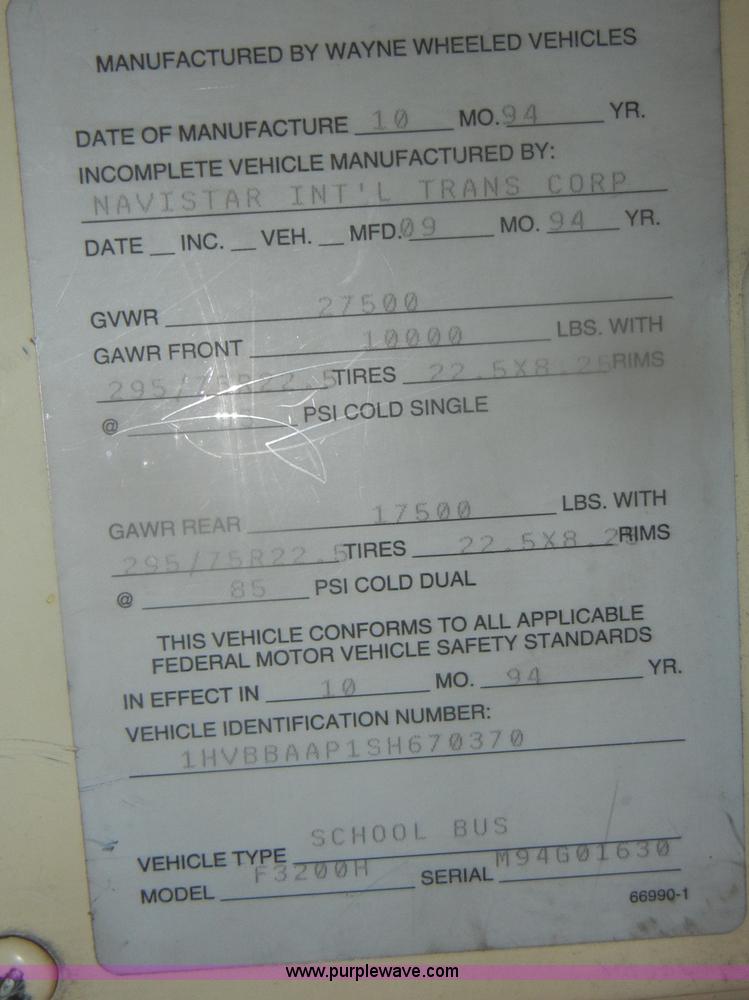 MANUFACTURED BY WAYNE WHEELED VEHICLES
DATE OF MANUFACTURE 10 MO. 94 YR.
INCOMPLETE VEHICLE MANUFACTURED BY:
NAVISTAR INT'L TRANS CORP
DATE INC. VEH. MFD. 09 MO. 94 YR.
GVWR 27500
GAWR FRONT 10000 LBS. WITH
295/75R22.5 TIRES 22.5X8.25 RIMS
@ PSI COLD SINGLE
GAWR REAR 17500 LBS. WITH
295/75R22.5 TIRES 22.5X8.25 RIMS
@ 85 PSI COLD DUAL
THIS VEHICLE CONFORMS TO ALL APPLICABLE
FEDERAL MOTOR VEHICLE SAFETY STANDARDS
IN EFFECT IN 10 MO. 94 YR.
VEHICLE IDENTIFICATION NUMBER:
1HVBBAAP1SH670370
VEHICLE TYPE SCHOOL BUS
MODEL F3200H SERIAL M94G01630
66990-1
www.purplewave.com